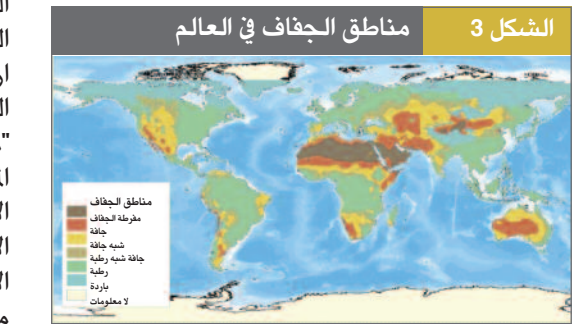 الشكل 3 مناطق الجفاف في العالم
مناطق الجفاف
مفرطة الجفاف
جافة
شبه جافة
جافة شبه رطبة
رطبة
باردة
لا معلومات